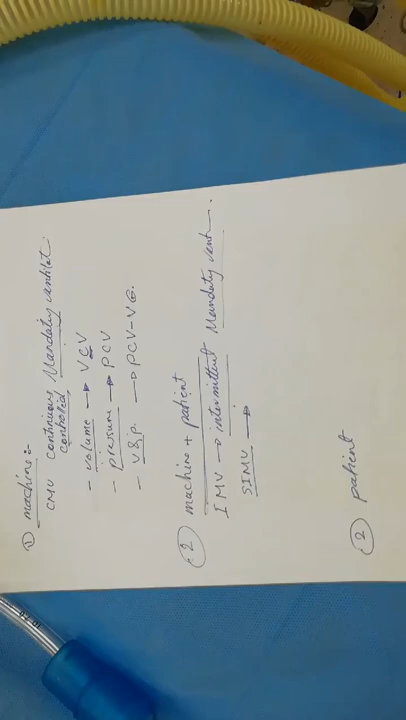 ① machine:-
CMV continuous, Mandatory ventilat.
controlled,
- volume → VCV
- pressure → PCV
- V&P. → PCV-VG.
② machine + patient
IMV → intermittent Mandatory vent.
SIMV →
② patient